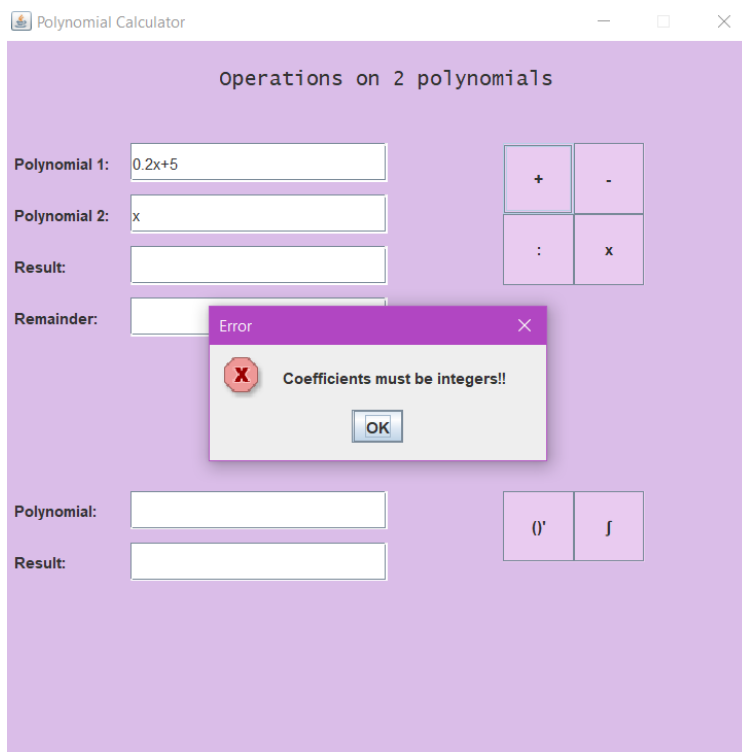 Polynomial Calculator
Operations on 2 polynomials
Polynomial 1: 0.2x+5
+ -
Polynomial 2: x
: x
Result:
Remainder:
Error
X
Coefficients must be integers!!
OK
Polynomial:
()' ∫
Result: